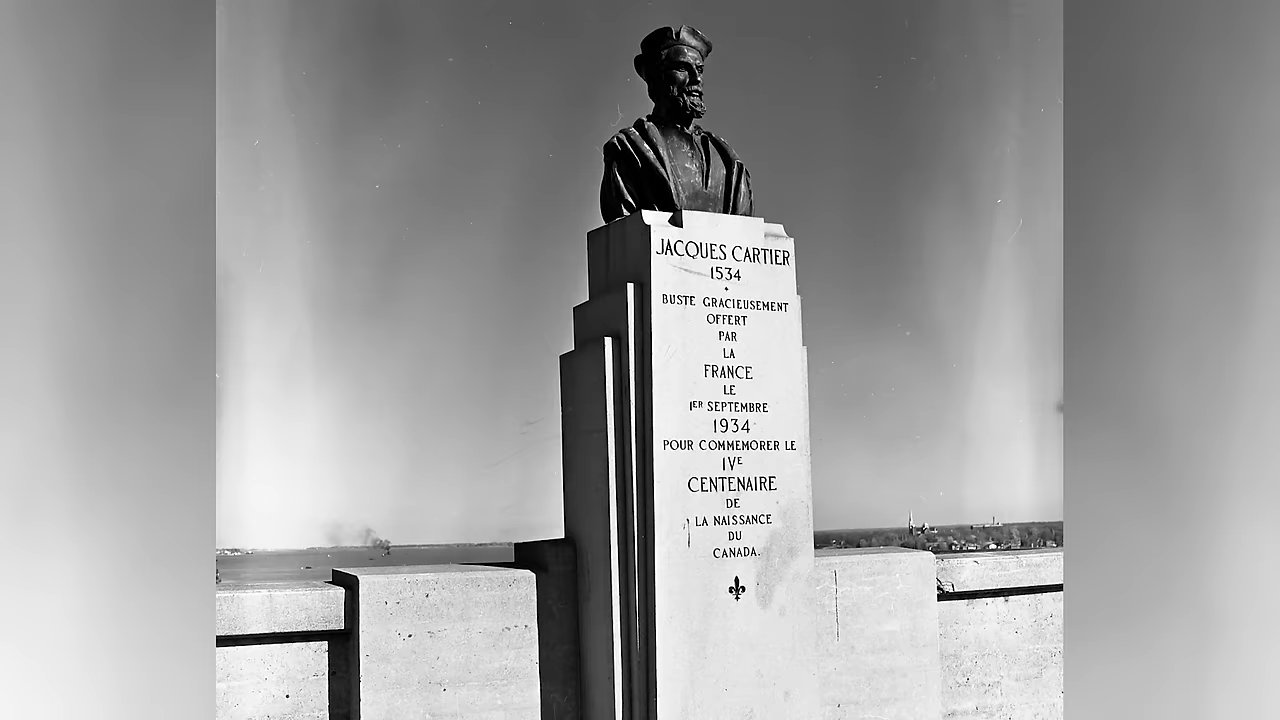 JACQUES CARTIER
1534
BUSTE GRACIEUSEMENT
OFFERT
PAR
LA
FRANCE
LE
1ER SEPTEMBRE
1934
POUR COMMEMORER LE
IVE
CENTENAIRE
DE
LA NAISSANCE
DU
CANADA.